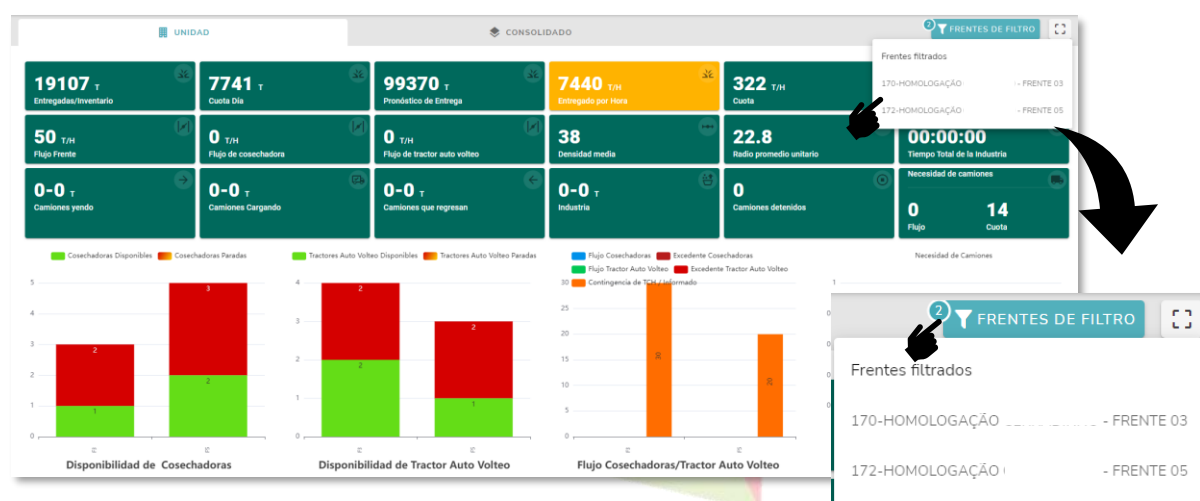 UNIDAD
CONSOLIDADO
2
FRENTES DE FILTRO
Frentes filtrados
170-HOMOLOGAÇÃO - FRENTE 03
172-HOMOLOGAÇÃO - FRENTE 05
19107 T
Entregadas/Inventario
7741 T
Cuota Día
99370 T
Pronóstico de Entrega
7440 T/H
Entregado por Hora
322 T/H
Cuota
50 T/H
Flujo Frente
0 T/H
Flujo de cosechadora
0 T/H
Flujo de tractor auto volteo
38
Densidad media
22.8
Radio promedio unitario
00:00:00
Tiempo Total de la Industria
0-0 T
Camiones yendo
0-0 T
Camiones Cargando
0-0 T
Camiones que regresan
0-0 T
Industria
0
Camiones detenidos
Necesidad de camiones
0 14
Flujo Cuota
Cosechadoras Disponibles Cosechadoras Paradas
5
4
3
2
1
0
2
1
3
2
Disponibilidad de Cosechadoras
Tractores Auto Volteo Disponibles Tractores Auto Volteo Paradas
4
3
2
1
0
2
2
2
1
Disponibilidad de Tractor Auto Volteo
Flujo Cosechadoras Excedente Cosechadoras
Flujo Tractor Auto Volteo Excedente Tractor Auto Volteo
Contingencia de TCH / Informado
30
25
20
15
10
5
0
30
20
Flujo Cosechadoras/Tractor Auto Volteo
Necesidad de Camiones
1
2
FRENTES DE FILTRO
Frentes filtrados
170-HOMOLOGAÇÃO - FRENTE 03
172-HOMOLOGAÇÃO - FRENTE 05